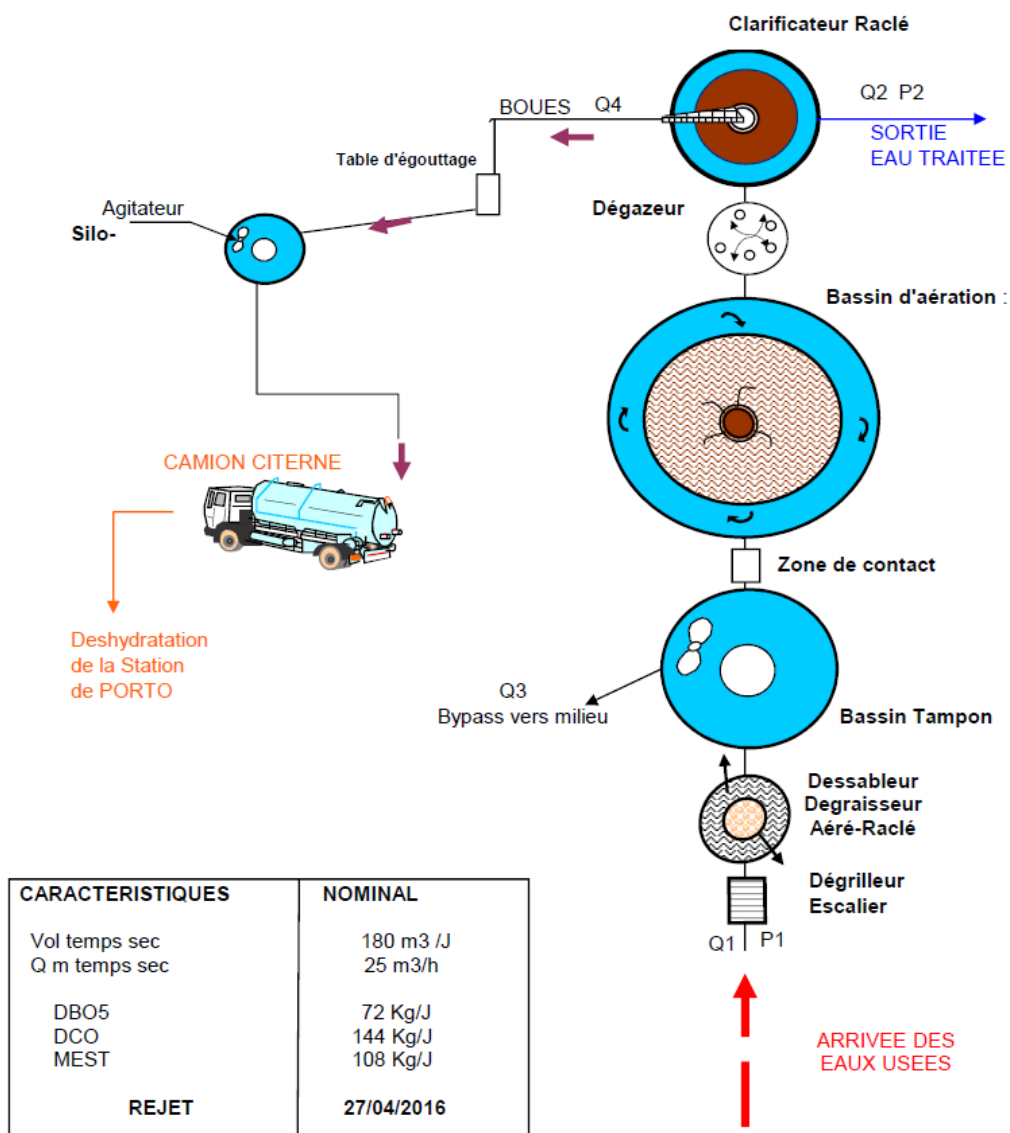 Clarificateur Raclé
Q2 P2
SORTIE
EAU TRAITEE
BOUES Q4
Table d'égouttage
Dégazeur
Agitateur
Silo-
Bassin d'aération :
CAMION CITERNE
Zone de contact
Deshydratation
de la Station
de PORTO
Q3
Bypass vers milieu
Bassin Tampon
Dessableur
Degraisseur
Aéré-Raclé
Dégrilleur
Escalier
Q1 P1
ARRIVEE DES
EAUX USEES
CARACTERISTIQUES NOMINAL
Vol temps sec 180 m3 /J
Q m temps sec 25 m3/h
DBO5 72 Kg/J
DCO 144 Kg/J
MEST 108 Kg/J
REJET 27/04/2016